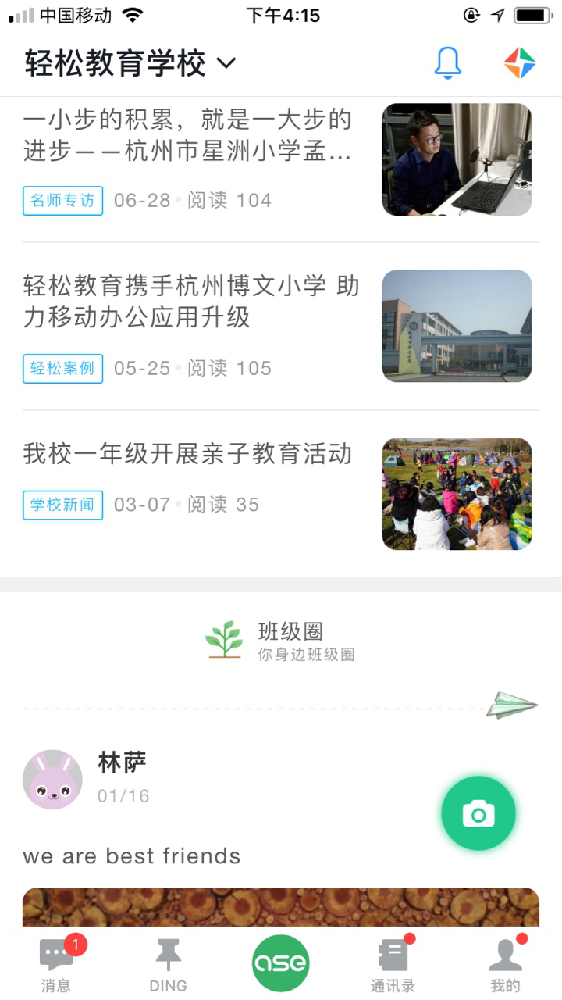 中国移动
下午4:15
轻松教育学校
一小步的积累，就是一大步的
进步——杭州市星洲小学孟...
名师专访 06-28 阅读 104
轻松教育携手杭州博文小学 助
力移动办公应用升级
轻松案例 05-25 阅读 105
我校一年级开展亲子教育活动
学校新闻 03-07 阅读 35
班级圈
你身边班级圈
林萨
01/16
we are best friends
1
消息
DING
ase
通讯录
我的